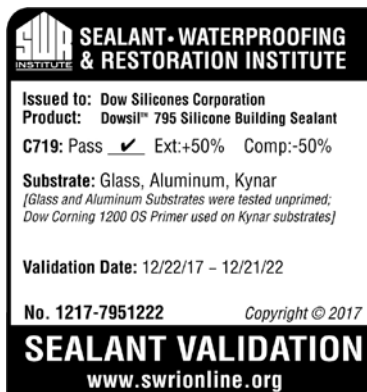 SWR
INSTITUTE
SEALANT • WATERPROOFING
& RESTORATION INSTITUTE
Issued to: Dow Silicones Corporation
Product: Dowsil™ 795 Silicone Building Sealant
C719: Pass ✔ Ext:+50% Comp:-50%
Substrate: Glass, Aluminum, Kynar
[Glass and Aluminum Substrates were tested unprimed;
Dow Corning 1200 OS Primer used on Kynar substrates]
Validation Date: 12/22/17 – 12/21/22
No. 1217-7951222 Copyright © 2017
SEALANT VALIDATION
www.swrionline.org